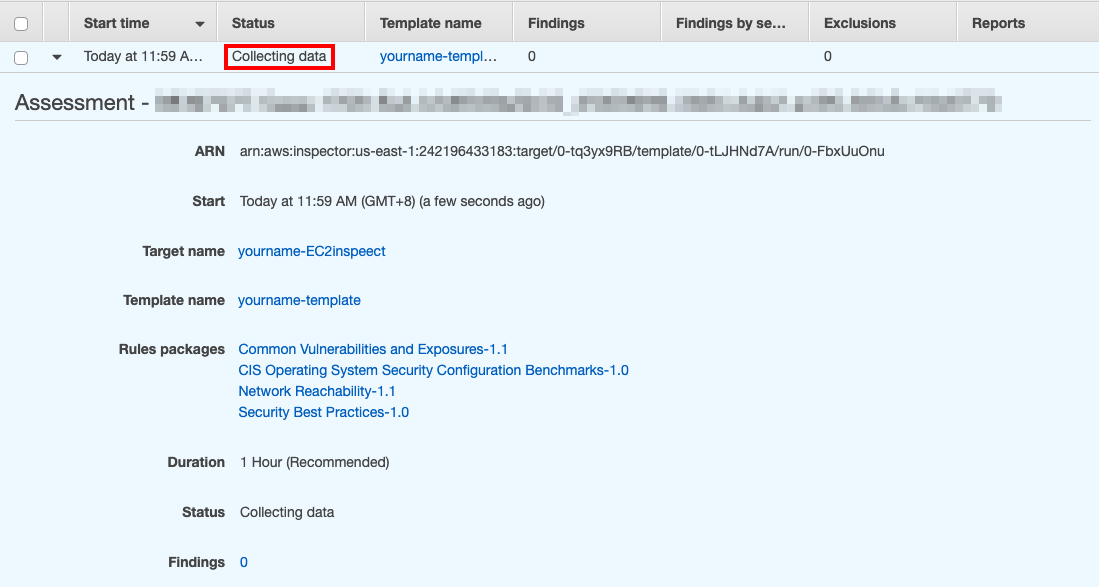 Start time Status Template name Findings Findings by se... Exclusions Reports
Today at 11:59 A... Collecting data yourname-templ... 0 0
Assessment -
ARN arn:aws:inspector:us-east-1:242196433183:target/0-tq3yx9RB/template/0-tLJHNd7A/run/0-FbxUuOnu
Start Today at 11:59 AM (GMT+8) (a few seconds ago)
Target name yourname-EC2inspeect
Template name yourname-template
Rules packages Common Vulnerabilities and Exposures-1.1
CIS Operating System Security Configuration Benchmarks-1.0
Network Reachability-1.1
Security Best Practices-1.0
Duration 1 Hour (Recommended)
Status Collecting data
Findings 0